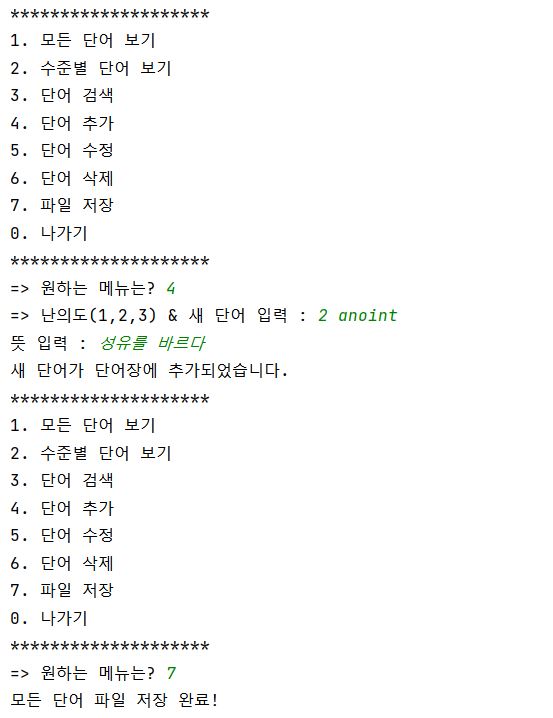 ********************
1. 모든 단어 보기
2. 수준별 단어 보기
3. 단어 검색
4. 단어 추가
5. 단어 수정
6. 단어 삭제
7. 파일 저장
0. 나가기
********************
=> 원하는 메뉴는? 4
=> 난의도(1,2,3) & 새 단어 입력 : 2 anoint
뜻 입력 : 성유를 바르다
새 단어가 단어장에 추가되었습니다.
********************
1. 모든 단어 보기
2. 수준별 단어 보기
3. 단어 검색
4. 단어 추가
5. 단어 수정
6. 단어 삭제
7. 파일 저장
0. 나가기
********************
=> 원하는 메뉴는? 7
모든 단어 파일 저장 완료!